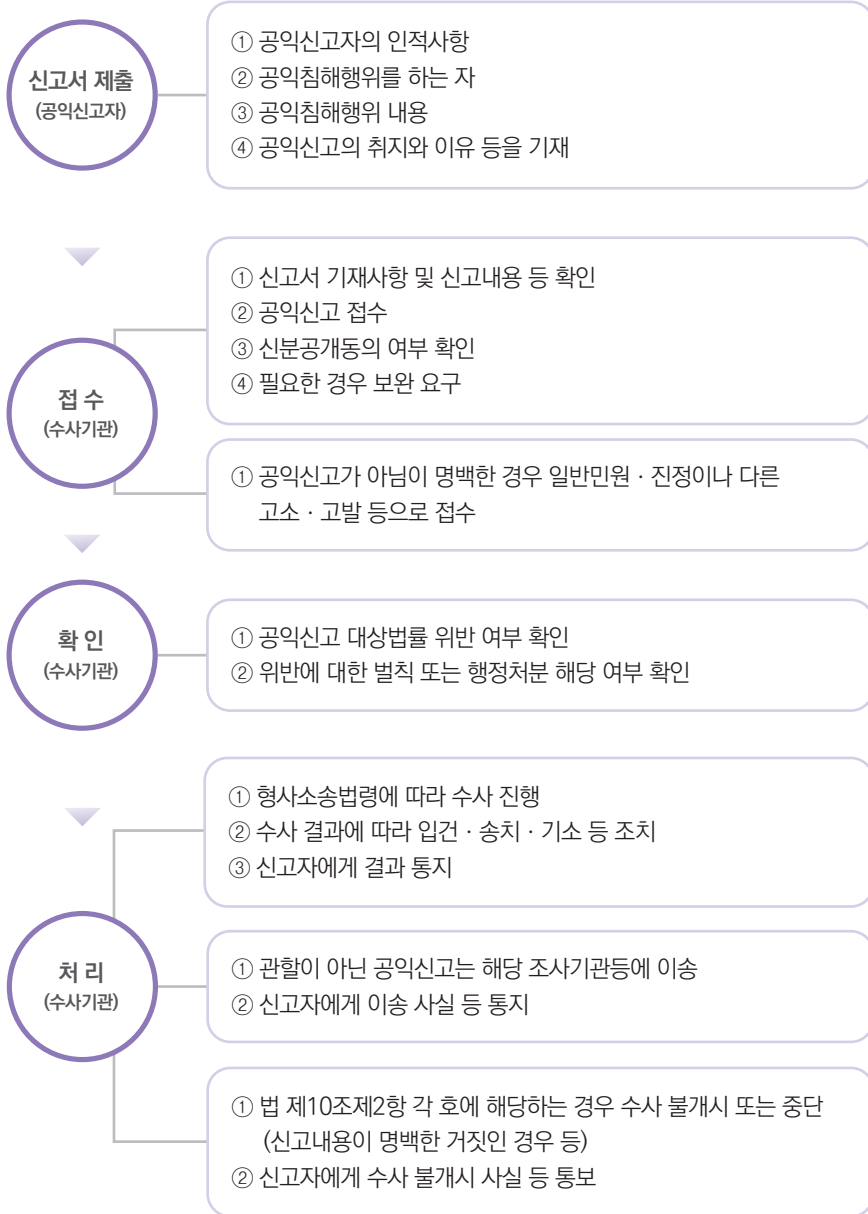 신고서 제출
(공익신고자)
① 공익신고자의 인적사항
② 공익침해행위를 하는 자
③ 공익침해행위 내용
④ 공익신고의 취지와 이유 등을 기재
접 수
(수사기관)
① 신고서 기재사항 및 신고내용 등 확인
② 공익신고 접수
③ 신분공개동의 여부 확인
④ 필요한 경우 보완 요구
① 공익신고가 아님이 명백한 경우 일반민원 · 진정이나 다른
고소 · 고발 등으로 접수
확 인
(수사기관)
① 공익신고 대상법률 위반 여부 확인
② 위반에 대한 벌칙 또는 행정처분 해당 여부 확인
처 리
(수사기관)
① 형사소송법령에 따라 수사 진행
② 수사 결과에 따라 입건 · 송치 · 기소 등 조치
③ 신고자에게 결과 통지
① 관할이 아닌 공익신고는 해당 조사기관등에 이송
② 신고자에게 이송 사실 등 통지
① 법 제10조제2항 각 호에 해당하는 경우 수사 불개시 또는 중단
(신고내용이 명백한 거짓인 경우 등)
② 신고자에게 수사 불개시 사실 등 통보